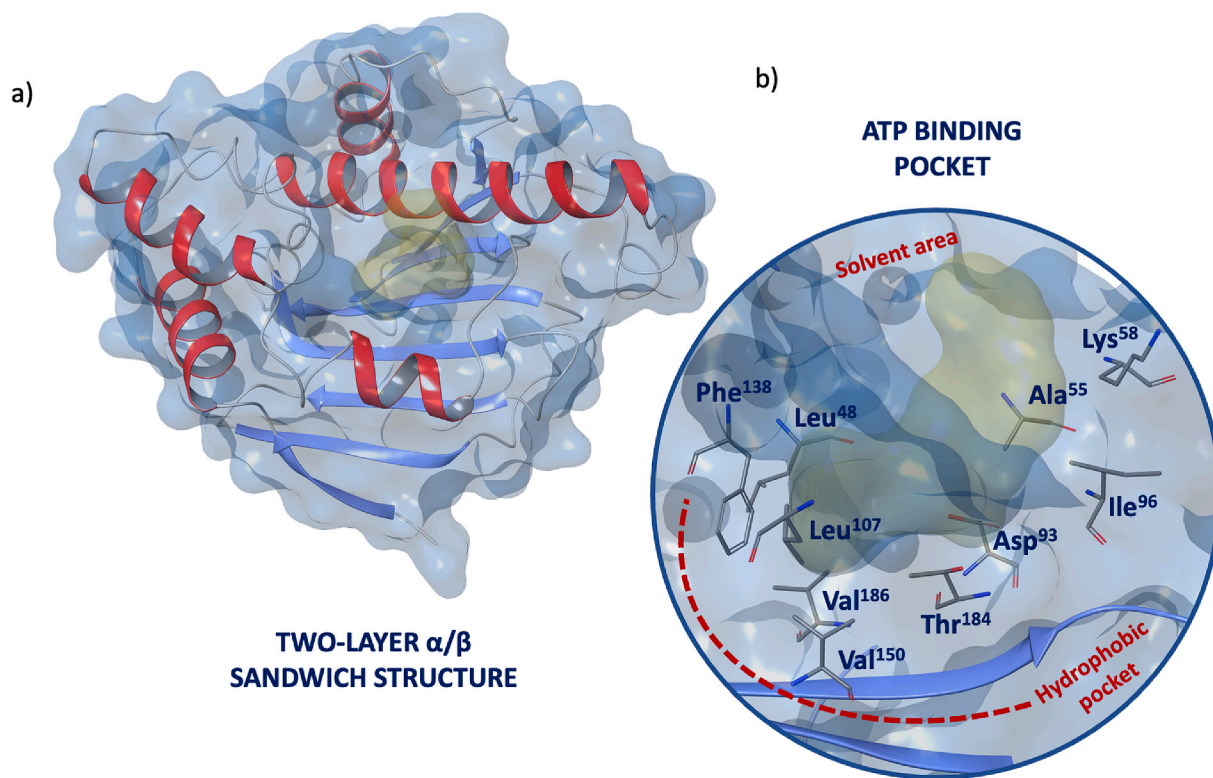 a)
TWO-LAYER α/β
SANDWICH STRUCTURE
b)
ATP BINDING
POCKET
Solvent area
Lys⁵⁸
Ala⁵⁵
Phe¹³⁸
Leu⁴⁸
Ile⁹⁶
Leu¹⁰⁷
Asp⁹³
Val¹⁸⁶
Thr¹⁸⁴
Val¹⁵⁰
Hydrophobic
pocket